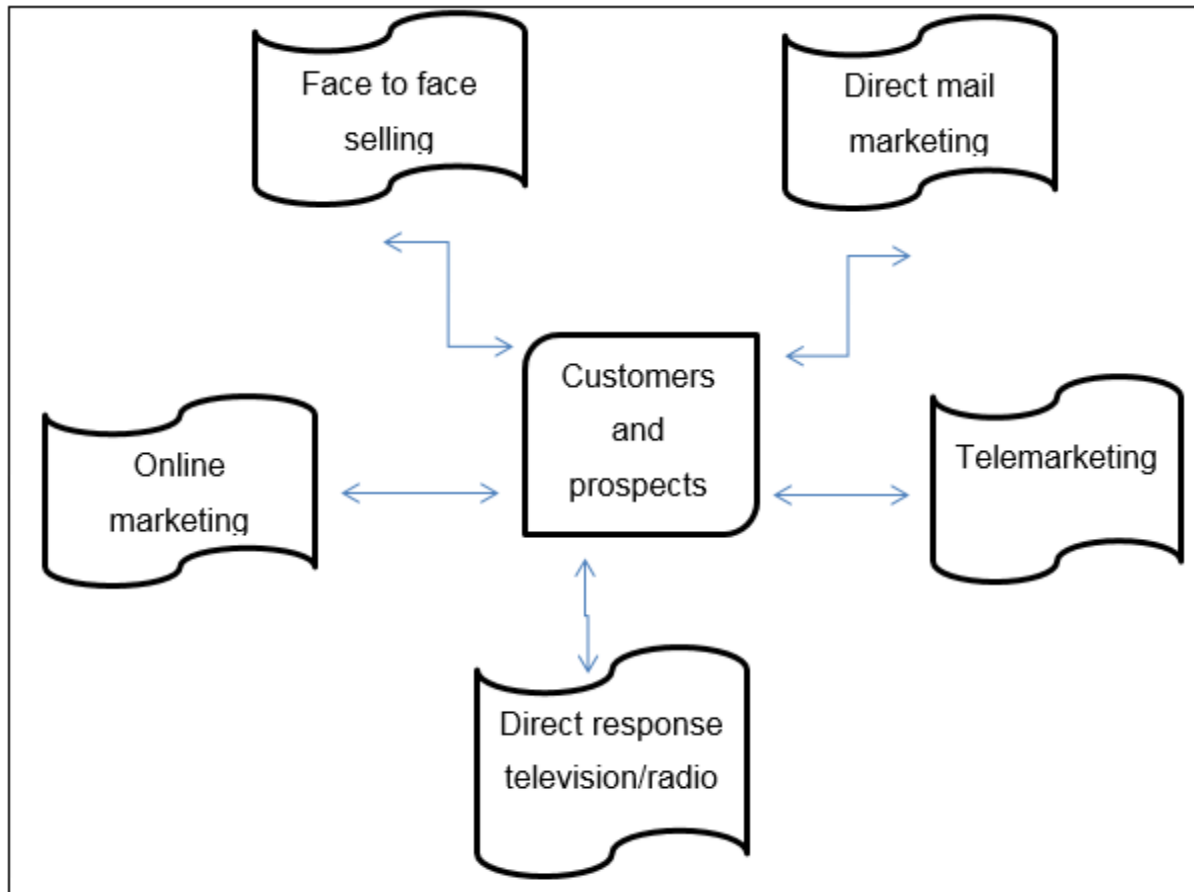 Face to face
selling
Direct mail
marketing
Customers
and
prospects
Online
marketing
Telemarketing
Direct response
television/radio